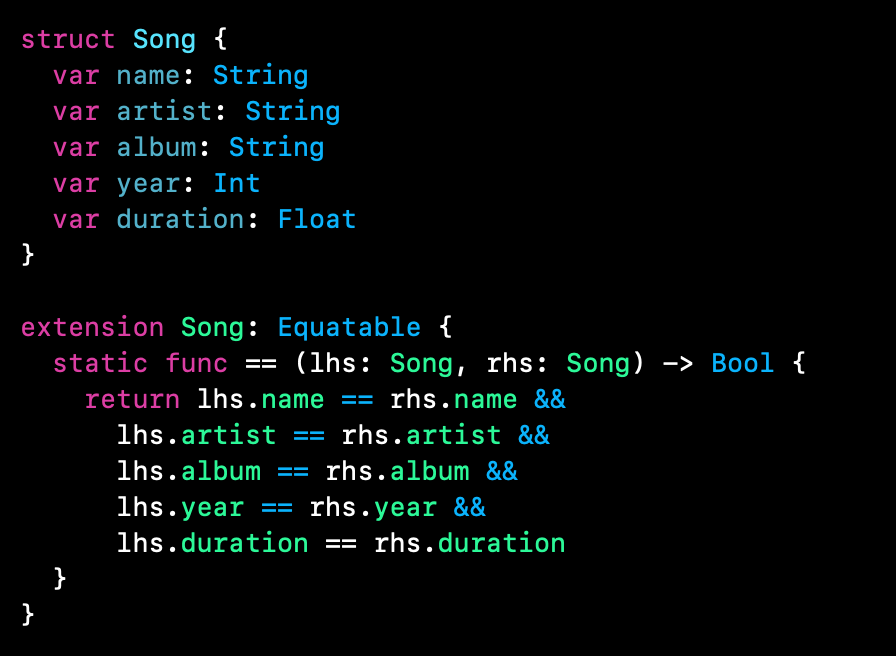 struct Song {
  var name: String
  var artist: String
  var album: String
  var year: Int
  var duration: Float
}

extension Song: Equatable {
  static func == (lhs: Song, rhs: Song) -> Bool {
    return lhs.name == rhs.name &&
      lhs.artist == rhs.artist &&
      lhs.album == rhs.album &&
      lhs.year == rhs.year &&
      lhs.duration == rhs.duration
  }
}